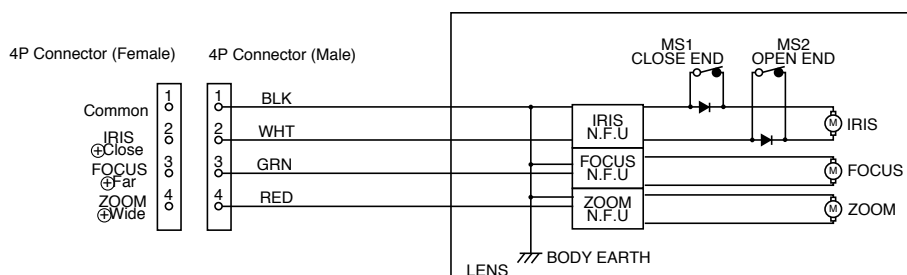 4P Connector (Female)
4P Connector (Male)
MS1
CLOSE END
MS2
OPEN END
Common
1
1
BLK
IRIS
⊕Close
2
2
WHT
IRIS
N.F.U
M
IRIS
FOCUS
⊕Far
3
3
GRN
FOCUS
N.F.U
M
FOCUS
ZOOM
⊕Wide
4
4
RED
ZOOM
N.F.U
M
ZOOM
BODY EARTH
LENS